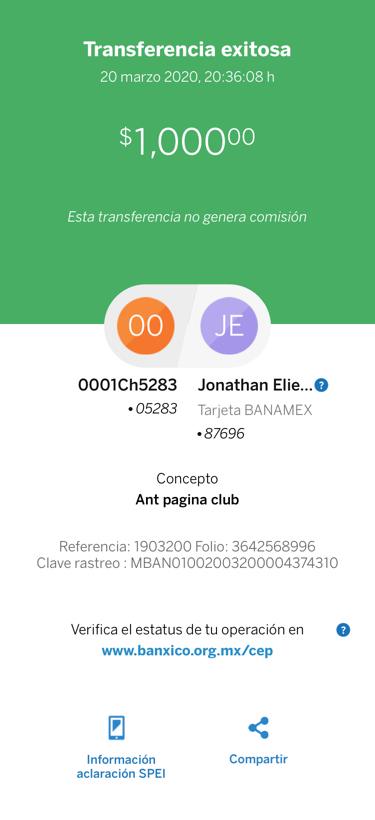 Transferencia exitosa
20 marzo 2020, 20:36:08 h
$1,00000
Esta transferencia no genera comisión
00 JE
0001Ch5283 Jonathan Elie... ?
•05283 Tarjeta BANAMEX
•87696
Concepto
Ant pagina club
Referencia: 1903200 Folio: 3642568996
Clave rastreo : MBAN01002003200004374310
Verifica el estatus de tu operación en ?
www.banxico.org.mx/cep
Información Compartir
aclaración SPEI